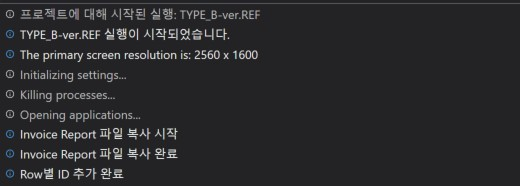 프로젝트에 대해 시작된 실행: TYPE_B-ver.REF
TYPE_B-ver.REF 실행이 시작되었습니다.
The primary screen resolution is: 2560 x 1600
Initializing settings...
Killing processes...
Opening applications...
Invoice Report 파일 복사 시작
Invoice Report 파일 복사 완료
Row별 ID 추가 완료